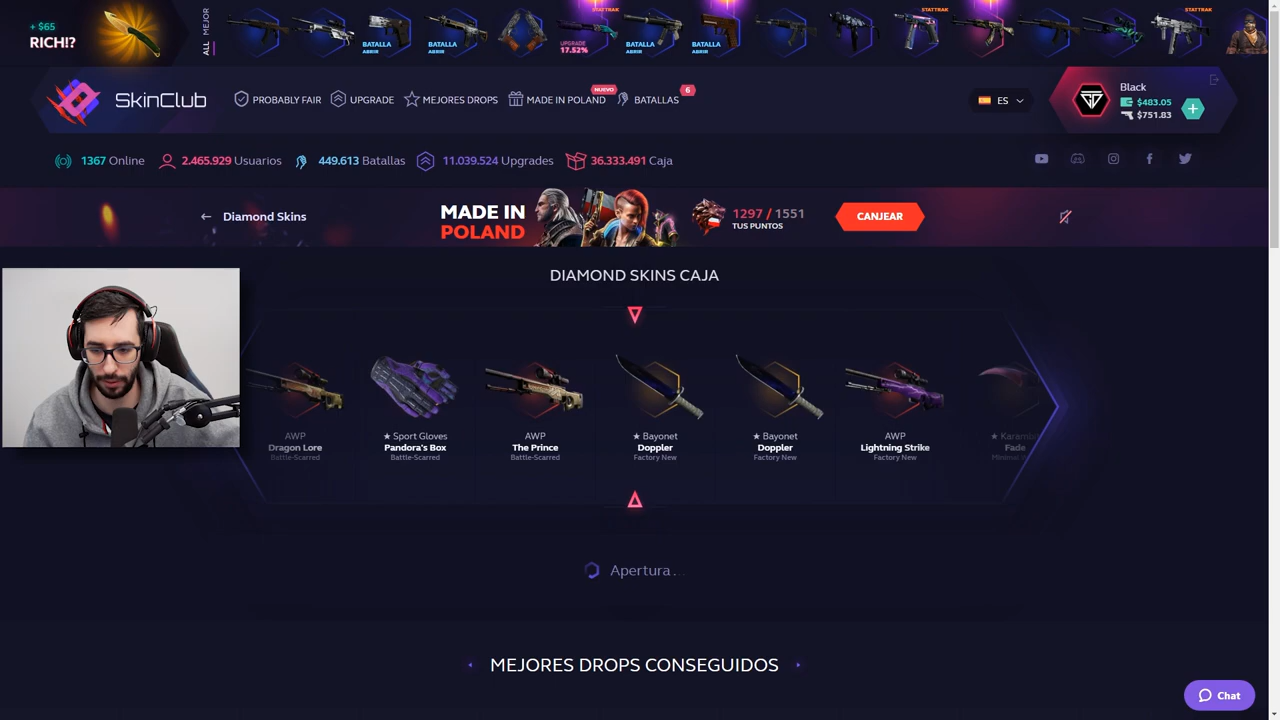 + $65
RICH!?
ALL MEJOR
BATALLA
ABRIR
BATALLA
ABRIR
STATTRAK
UPGRADE
17.52%
BATALLA
ABRIR
BATALLA
ABRIR
STATTRAK
STATTRAK
SkinClub
PROBABLY FAIR
UPGRADE
MEJORES DROPS
NUEVO
MADE IN POLAND
BATALLAS
6
ES
Black
$483.05
$751.83
+
1367 Online
2.465.929 Usuarios
449.613 Batallas
11.039.524 Upgrades
36.333.491 Caja
← Diamond Skins
MADE IN
POLAND
1297 / 1551
TUS PUNTOS
CANJEAR
DIAMOND SKINS CAJA
AWP
Dragon Lore
Battle-Scarred
★ Sport Gloves
Pandora's Box
Battle-Scarred
AWP
The Prince
Battle-Scarred
★ Bayonet
Doppler
Factory New
★ Bayonet
Doppler
Factory New
AWP
Lightning Strike
Factory New
★ Karambit
Fade
Minimal
Apertura...
MEJORES DROPS CONSEGUIDOS
Chat